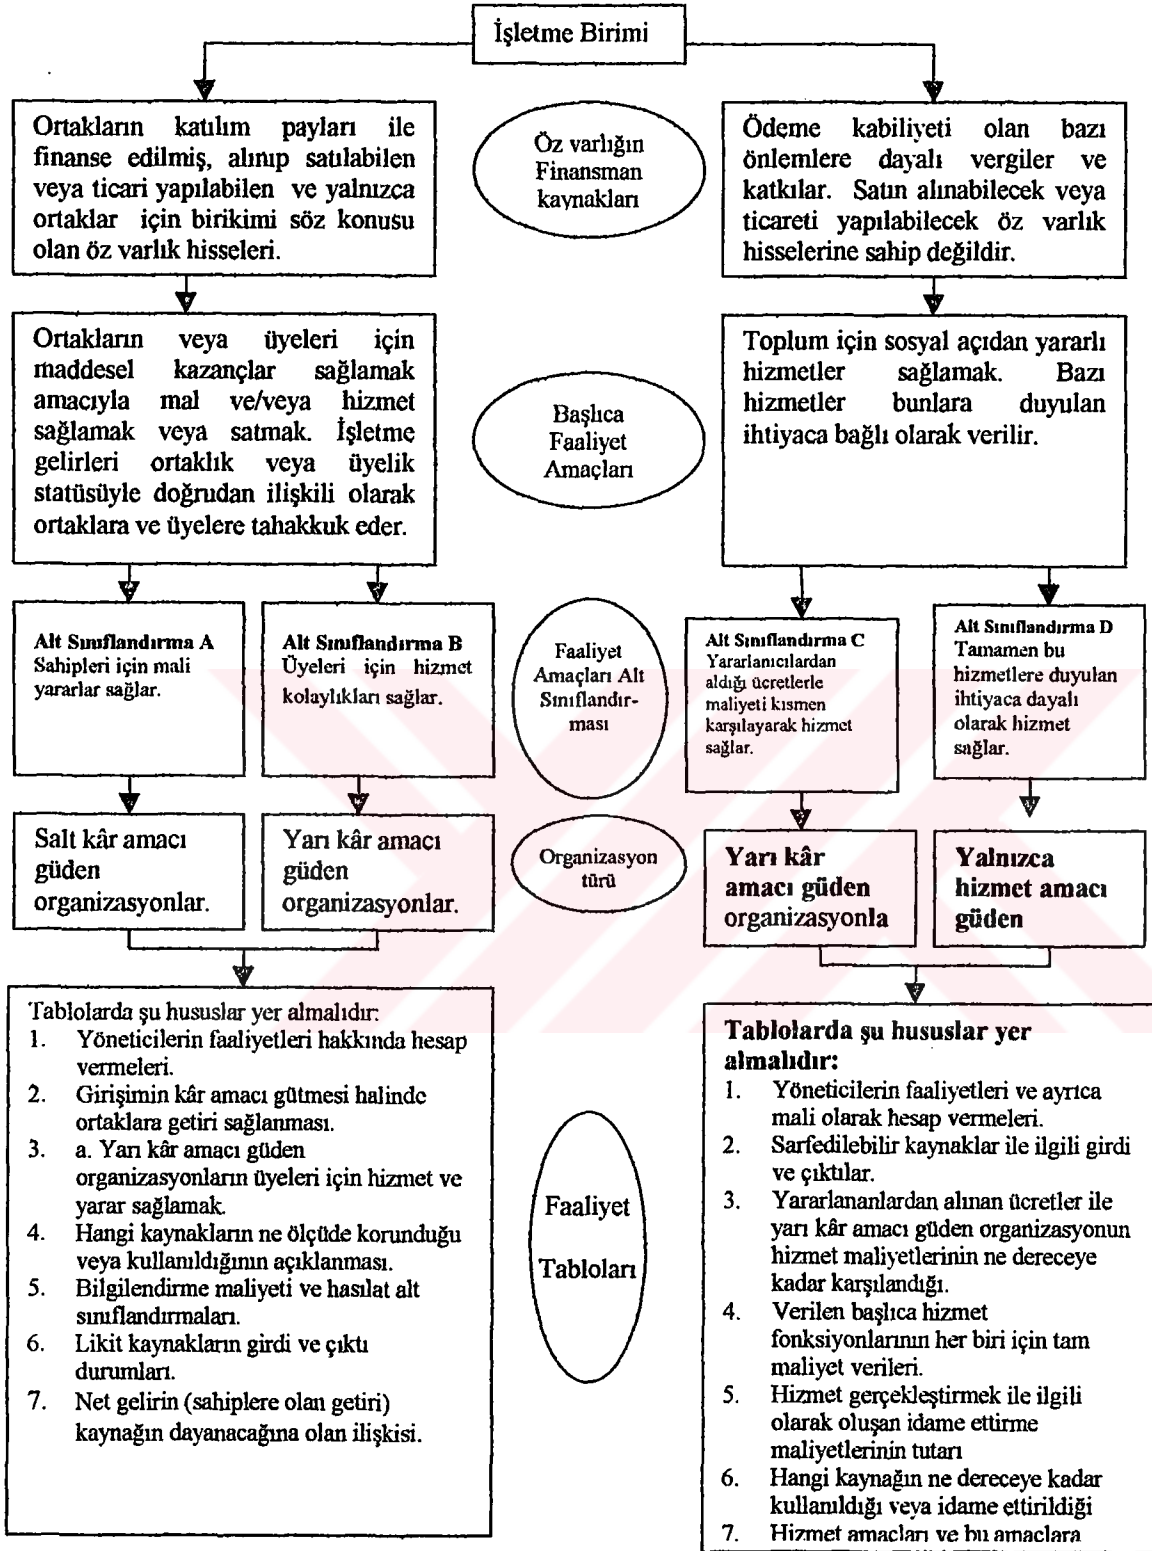 İşletme Birimi
Ortakların katılım payları ile
finanse edilmiş, alınıp satılabilen
veya ticari yapılabilen ve yalnızca
ortaklar için birikimi söz konusu
olan öz varlık hisseleri.
Öz varlığın
Finansman
kaynakları
Ödeme kabiliyeti olan bazı
önlemlere dayalı vergiler ve
katkılar. Satın alınabilecek veya
ticareti yapılabilecek öz varlık
hisselerine sahip değildir.
Ortakların veya üyeleri için
maddesel kazançlar sağlamak
amacıyla mal ve/veya hizmet
sağlamak veya satmak. İşletme
gelirleri ortaklık veya üyelik
statüsüyle doğrudan ilişkili olarak
ortaklara ve üyelere tahakkuk eder.
Başlıca
Faaliyet
Amaçları
Toplum için sosyal açıdan yararlı
hizmetler sağlamak. Bazı
hizmetler bunlara duyulan
ihtiyaca bağlı olarak verilir.
Alt Sınıflandırma A
Sahipleri için mali
yararlar sağlar.
Alt Sınıflandırma B
Üyeleri için hizmet
kolaylıkları sağlar.
Faaliyet
Amaçları Alt
Sınıflandır-
ması
Alt Sınıflandırma C
Yararlanıcılardan
aldığı ücretlerle
maliyeti kısmen
karşılayarak hizmet
sağlar.
Alt Sınıflandırma D
Tamamen bu
hizmetlere duyulan
ihtiyaca dayalı
olarak hizmet
sağlar.
Salt kâr amacı
güden
organizasyonlar.
Yarı kâr amacı
güden
organizasyonlar.
Organizasyon
türü
Yarı kâr
amacı güden
organizasyonla
Yalnızca
hizmet amacı
güden
Tablolarda şu hususlar yer almalıdır:
1. Yöneticilerin faaliyetleri hakkında hesap
vermeleri.
2. Girişimin kâr amacı gütmesi halinde
ortaklara getiri sağlanması.
3. a. Yarı kâr amacı güden
organizasyonların üyeleri için hizmet ve
yarar sağlamak.
4. Hangi kaynakların ne ölçüde korunduğu
veya kullanıldığının açıklanması.
5. Bilgilendirme maliyeti ve hasılat alt
sınıflandırmaları.
6. Likit kaynakların girdi ve çıktı
durumları.
7. Net gelirin (sahiplere olan getiri)
kaynağın dayanacağına olan ilişkisi.
Faaliyet
Tabloları
Tablolarda şu hususlar yer
almalıdır:
1. Yöneticilerin faaliyetleri ve ayrıca
mali olarak hesap vermeleri.
2. Sarfedilebilir kaynaklar ile ilgili girdi
ve çıktılar.
3. Yararlananlardan alınan ücretler ile
yarı kâr amacı güden organizasyonun
hizmet maliyetlerinin ne dereceye
kadar karşılandığı.
4. Verilen başlıca hizmet
fonksiyonlarının her biri için tam
maliyet verileri.
5. Hizmet gerçekleştirmek ile ilgili
olarak oluşan idame ettirme
maliyetlerinin tutarı
6. Hangi kaynağın ne dereceye kadar
kullanıldığı veya idame ettirildiği
7. Hizmet amaçları ve bu amaçlara